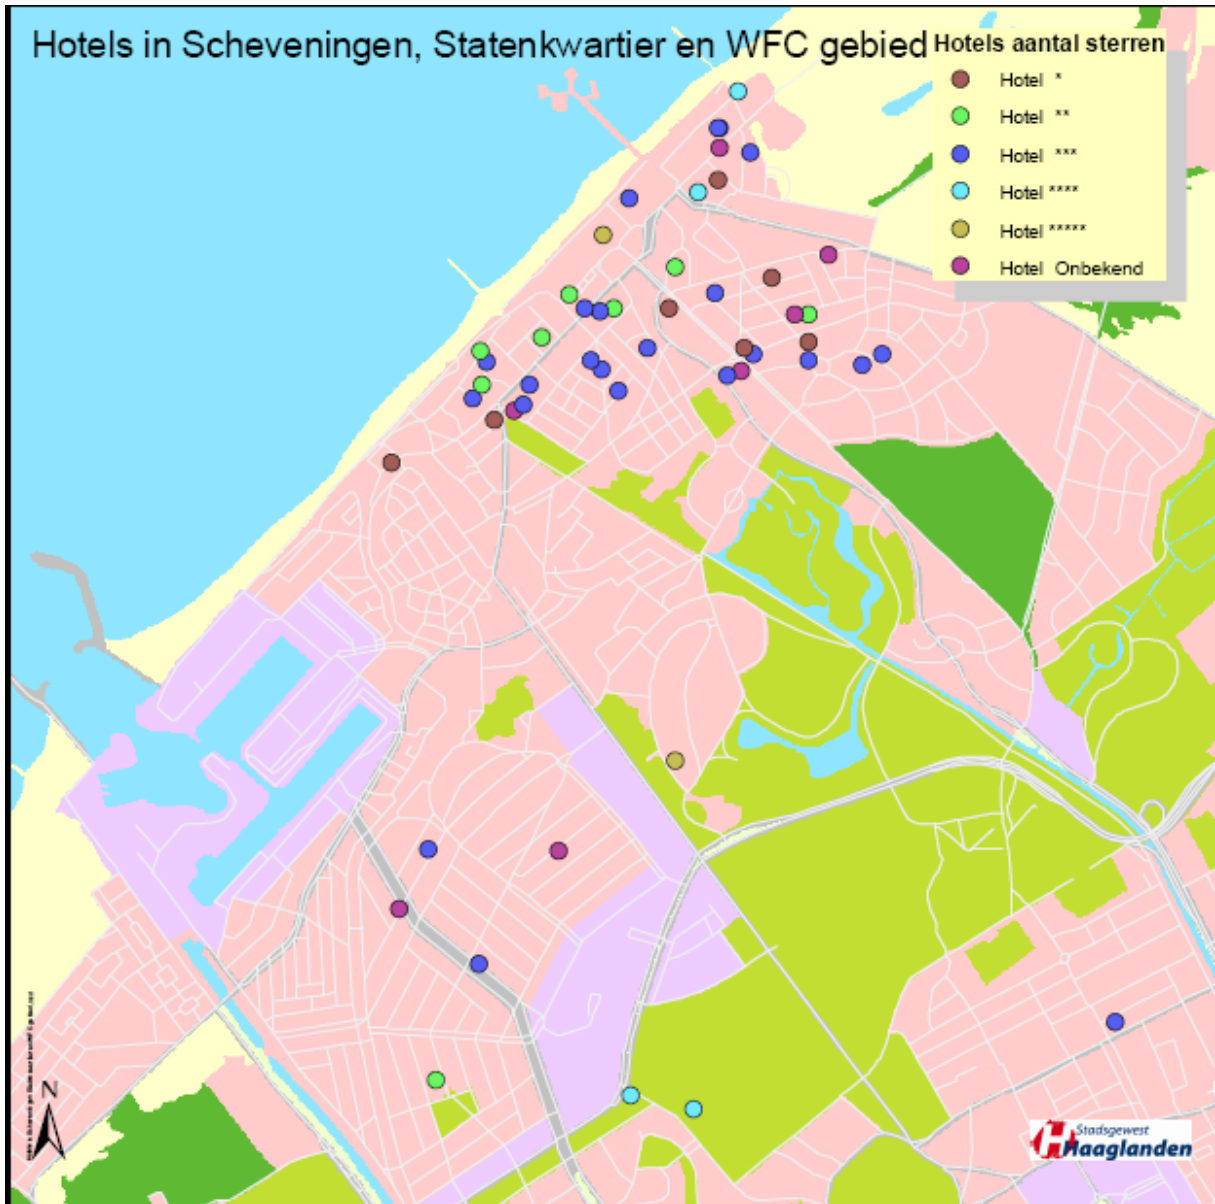 Hotels in Scheveningen, Statenkwartier en WFC gebied
Hotels aantal sterren
Hotel *
Hotel **
Hotel ***
Hotel ****
Hotel *****
Hotel Onbekend
N
Stadsgewest
Haaglanden